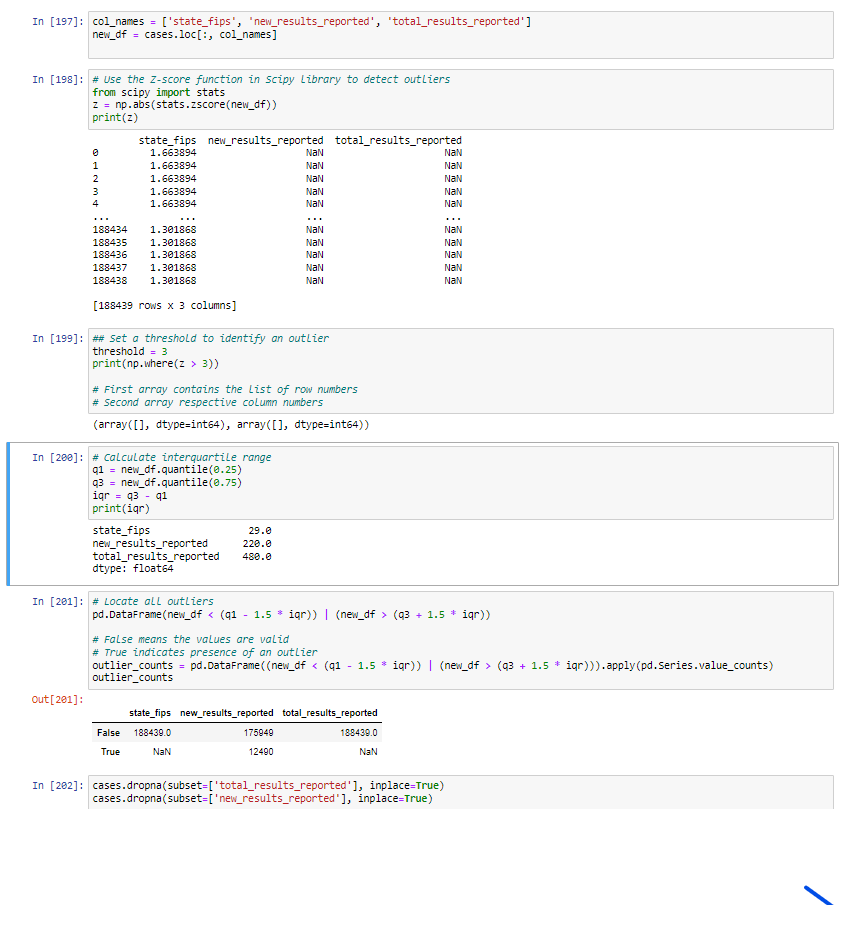 In [197]: col_names = ['state_fips', 'new_results_reported', 'total_results_reported']
new_df = cases.loc[:, col_names]
In [198]: # Use the Z-score function in Scipy Library to detect outliers
from scipy import stats
z = np.abs(stats.zscore(new_df))
print(z)
state_fips new_results_reported total_results_reported
0 1.663894 NaN NaN
1 1.663894 NaN NaN
2 1.663894 NaN NaN
3 1.663894 NaN NaN
4 1.663894 NaN NaN
... ... ... ...
188434 1.301868 NaN NaN
188435 1.301868 NaN NaN
188436 1.301868 NaN NaN
188437 1.301868 NaN NaN
188438 1.301868 NaN NaN
[188439 rows x 3 columns]
In [199]: ## Set a threshold to identify an outlier
threshold = 3
print(np.where(z > 3))
# First array contains the list of row numbers
# Second array respective column numbers
(array([], dtype=int64), array([], dtype=int64))
In [200]: # Calculate interquartile range
q1 = new_df.quantile(0.25)
q3 = new_df.quantile(0.75)
iqr = q3 - q1
print(iqr)
state_fips 29.0
new_results_reported 220.0
total_results_reported 480.0
dtype: float64
In [201]: # Locate all outliers
pd.DataFrame(new_df < (q1 - 1.5 * iqr)) | (new_df > (q3 + 1.5 * iqr))
# False means the values are valid
# True indicates presence of an outlier
outlier_counts = pd.DataFrame((new_df < (q1 - 1.5 * iqr)) | (new_df > (q3 + 1.5 * iqr))).apply(pd.Series.value_counts)
outlier_counts
Out[201]:
state_fips new_results_reported total_results_reported
False 188439.0 175949 188439.0
True NaN 12490 NaN
In [202]: cases.dropna(subset=['total_results_reported'], inplace=True)
cases.dropna(subset=['new_results_reported'], inplace=True)